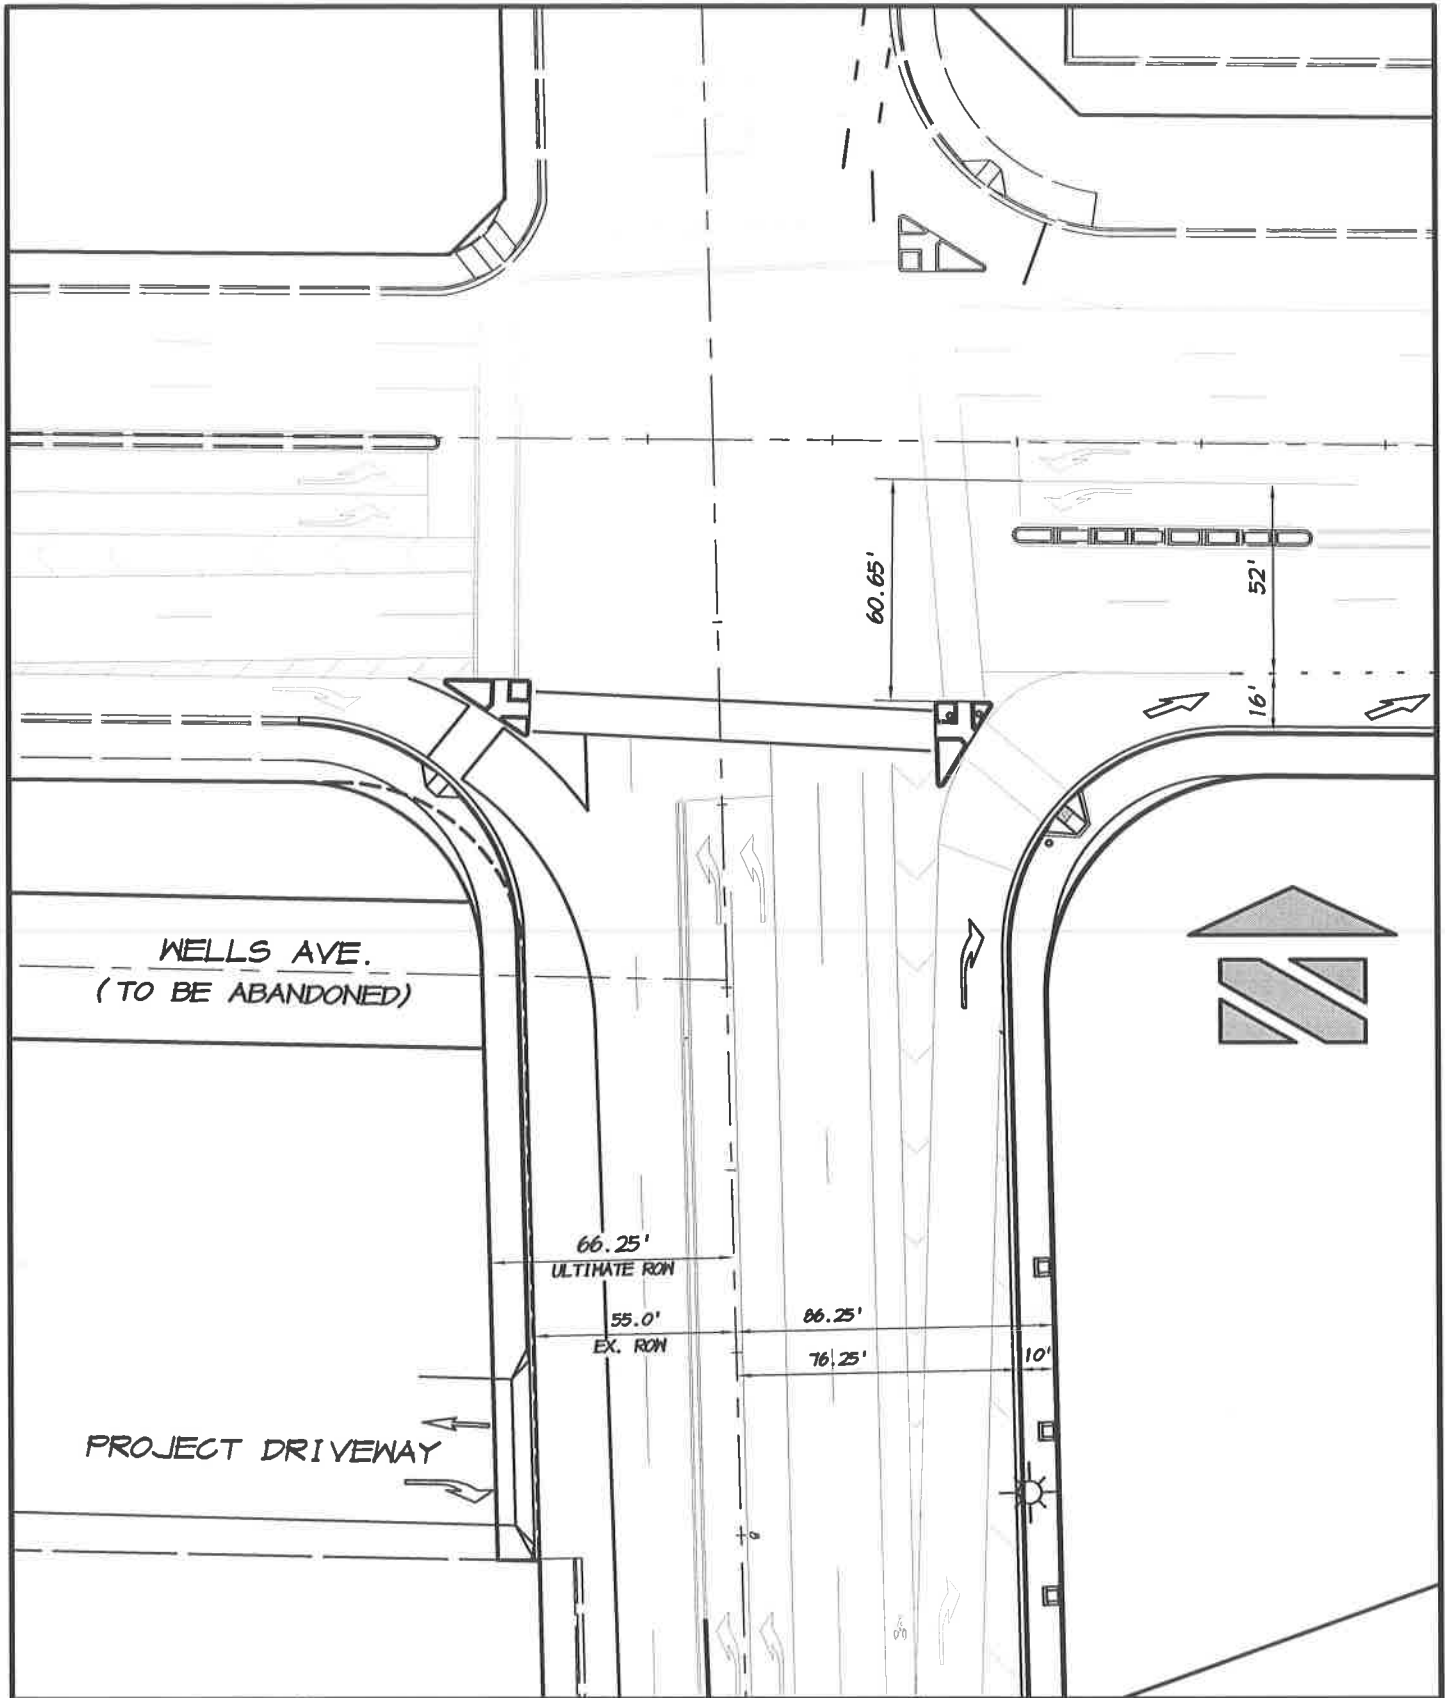 60.65'
52'
16'
WELLS AVE.
(TO BE ABANDONED)
66.25'
ULTIMATE ROW
55.0'
EX. ROW
86.25'
76.25'
10'
PROJECT DRIVEWAY